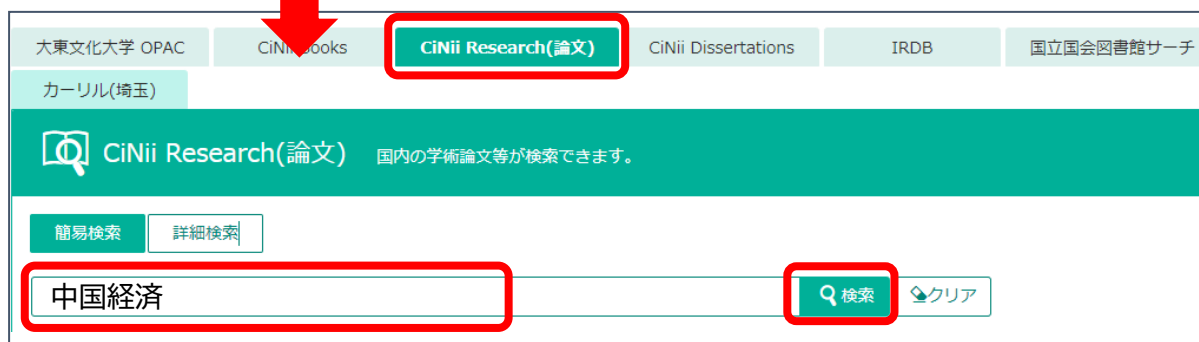 大東文化大学 OPAC
CiNii Books
CiNii Research(論文)
CiNii Dissertations
IRDB
国立国会図書館サーチ
カーリル(埼玉)
CiNii Research(論文) 国内の学術論文等が検索できます。
簡易検索 詳細検索
中国経済 検索 クリア